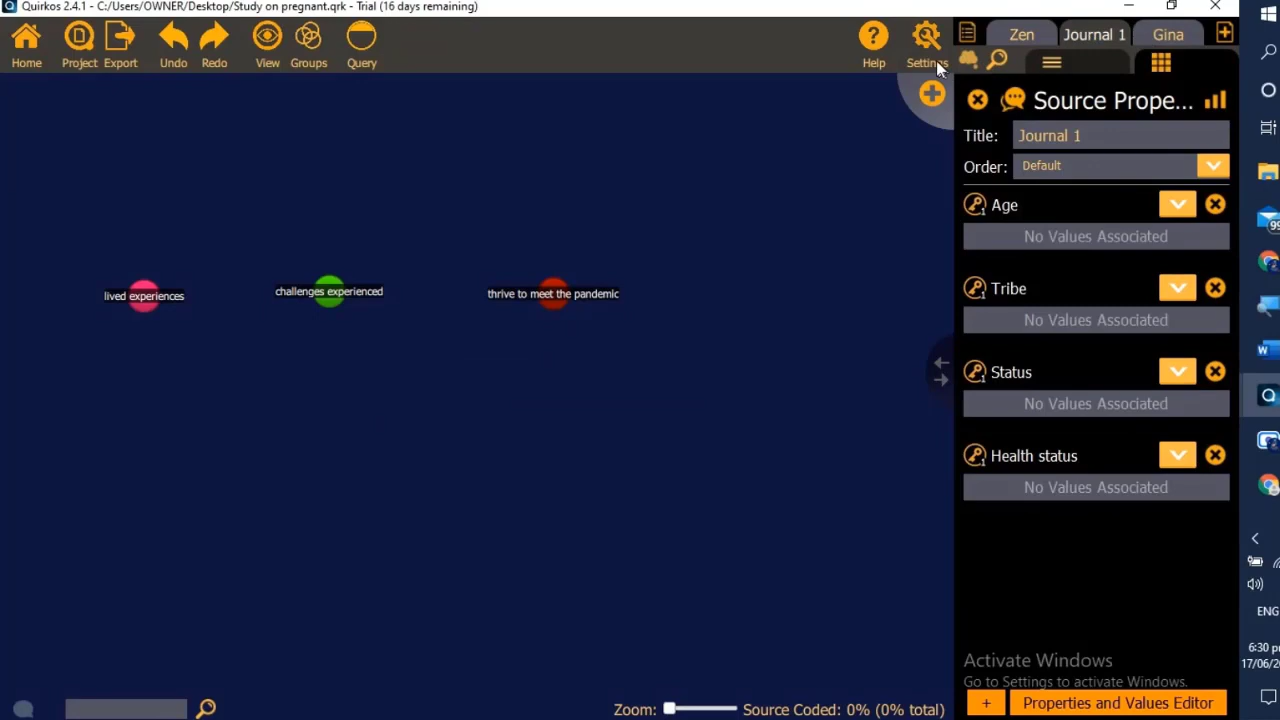 Quirkos 2.4.1 - C:/Users/OWNER/Desktop/Study on pregnant.qrk - Trial (16 days remaining)
Home
Project
Export
Undo
Redo
View
Groups
Query
Help
Settings
Zen
Journal 1
Gina
Source Prope...
Title:
Journal 1
Order:
Default
Age
No Values Associated
Tribe
No Values Associated
Status
No Values Associated
Health status
No Values Associated
lived experiences
challenges experienced
thrive to meet the pandemic
Activate Windows
Go to Settings to activate Windows.
+ Properties and Values Editor
Zoom:
Source Coded: 0% (0% total)
99
ENG
6:30 p
17/06/2